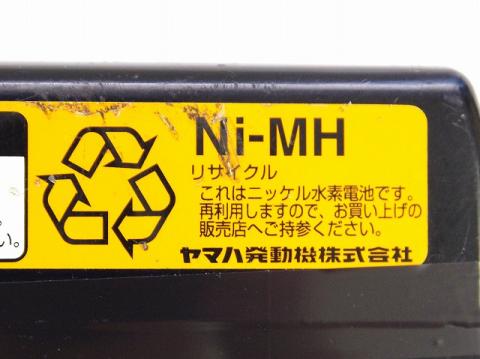 Ni-MH
リサイクル
これはニッケル水素電池です。
再利用しますので、お買い上げの
販売店へご持参ください。
ヤマハ発動機株式会社
。
い。